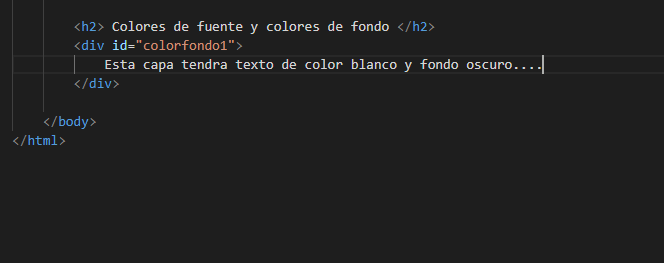 <h2> Colores de fuente y colores de fondo </h2>
<div id="colorfondo1">
Esta capa tendra texto de color blanco y fondo oscuro....
</div>
</body>
</html>